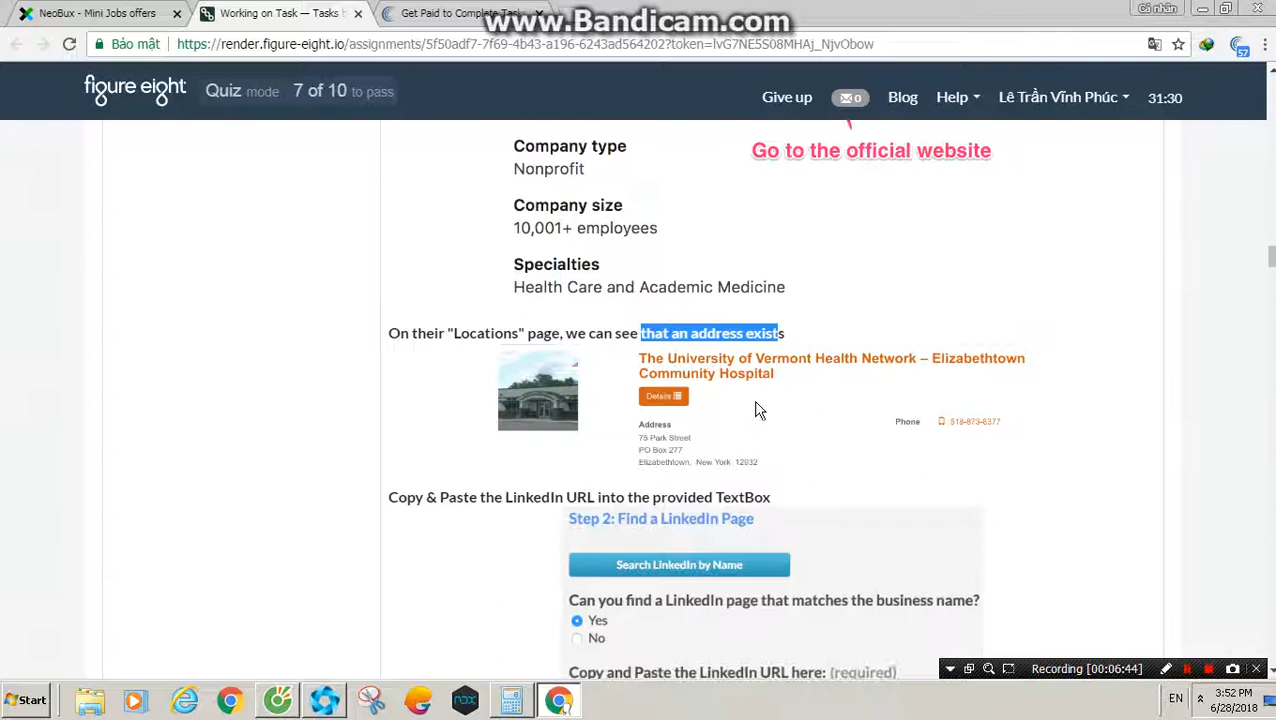 NeoBux - Mini Jobs offers
Working on Task — Tasks
Get Paid to Complete Task
www.Bandicam.com
Cá nhân
Bảo mật
https://render.figure-eight.io/assignments/5f50adf7-7f69-4b43-a196-6243ad564202?token=lvG7NE5S08MHAj_NjvObow
57
figure eight
Quiz mode 7 of 10 to pass
Give up
0
Blog
Help
Lê Trần Vĩnh Phúc
31:30
Company type
Nonprofit
Go to the official website
Company size
10,001+ employees
Specialties
Health Care and Academic Medicine
On their "Locations" page, we can see that an address exists
The University of Vermont Health Network – Elizabethtown
Community Hospital
Details
Address
75 Park Street
PO Box 277
Elizabethtown, New York 12932
Phone
518-873-6377
Copy & Paste the LinkedIn URL into the provided TextBox
Step 2: Find a LinkedIn Page
Search LinkedIn by Name
Can you find a LinkedIn page that matches the business name?
Yes
No
Copy and Paste the LinkedIn URL here: (required)
Recording [00:06:44]
Start
nox
EN
3:52 PM
6/28/2018